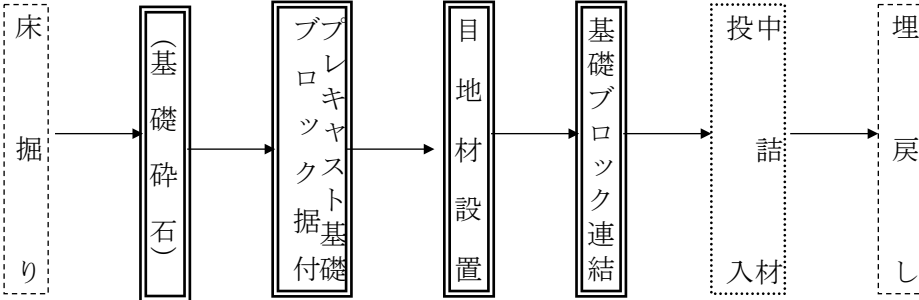 床掘り
(基礎砕石)
プレキャスト基礎
ブロック据付
目地材設置
基礎ブロック連結
中詰材
投入
埋戻し